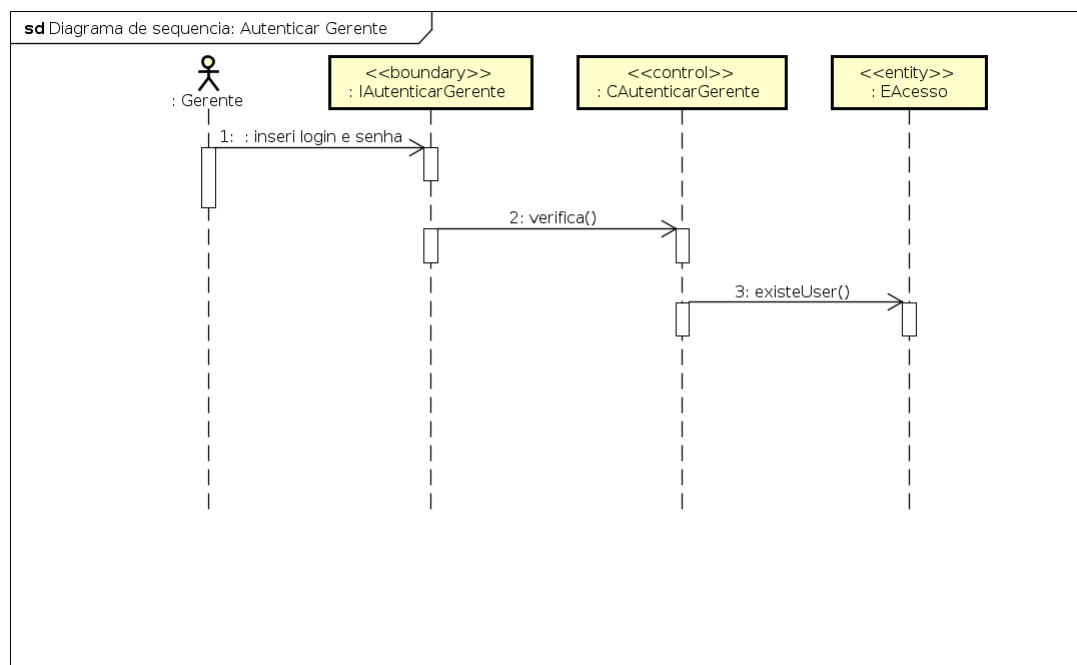 sd Diagrama de sequencia: Autenticar Gerente
: Gerente
<<boundary>>
: IAutenticarGerente
<<control>>
: CAutenticarGerente
<<entity>>
: EAcesso
1: : inseri login e senha
2: verifica()
3: existeUser()